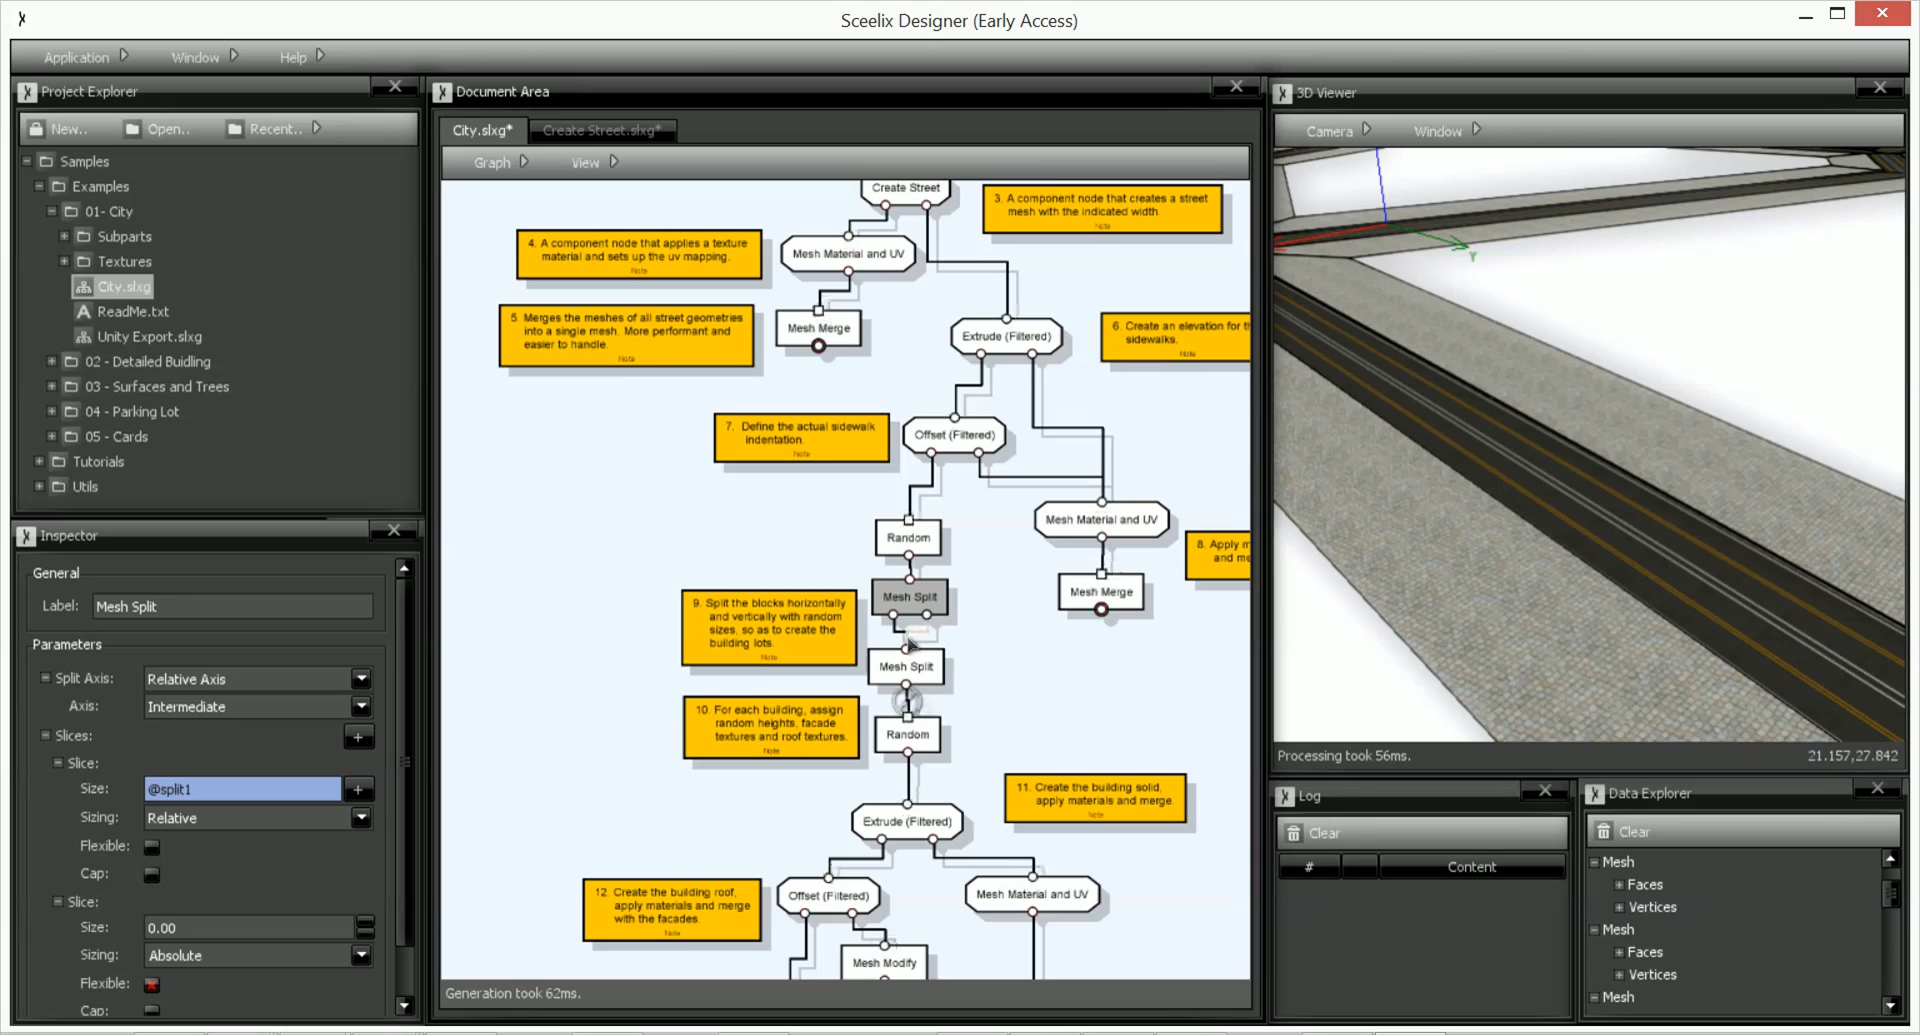 Sceelix Designer (Early Access)
Application
Window
Help
Project Explorer
New..
Open..
Recent..
Samples
Examples
01- City
Subparts
Textures
City.slxg
ReadMe.txt
Unity Export.slxg
02 - Detailed Buidling
03 - Surfaces and Trees
04 - Parking Lot
05 - Cards
Tutorials
Utils
Inspector
General
Label: Mesh Split
Parameters
Split Axis: Relative Axis
Axis: Intermediate
Slices:
Slice:
Size: @split1
Sizing: Relative
Flexible:
Cap:
Slice:
Size: 0.00
Sizing: Absolute
Flexible:
Cap:
Document Area
City.slxg*
Create Street.slxg*
Graph
View
Create Street
3. A component node that creates a street
mesh with the indicated width.
Note
4. A component node that applies a texture
material and sets up the uv mapping.
Note
Mesh Material and UV
5 Merges the meshes of all street geometries
into a single mesh. More performant and
easier to handle.
Note
Mesh Merge
Extrude (Filtered)
6. Create an elevation for
sidewalks.
Note
7. Define the actual sidewalk
indentation.
Note
Offset (Filtered)
Random
Mesh Material and UV
8. Apply
and
Mesh Split
Mesh Merge
9. Split the blocks horizontally
and vertically with random
sizes, so as to create the
building lots.
Note
Mesh Split
10. For each building, assign
random heights, facade
textures and roof textures.
Note
Random
11. Create the building solid,
apply materials and merge.
Note
Extrude (Filtered)
12. Create the building roof,
apply materials and merge
with the facades.
Note
Offset (Filtered)
Mesh Material and UV
Mesh Modify
Generation took 62ms.
3D Viewer
Camera
Window
Y
Processing took 56ms.
21.157,27.842
Log
Clear
#
Content
Data Explorer
Clear
Mesh
Faces
Vertices
Mesh
Faces
Vertices
Mesh